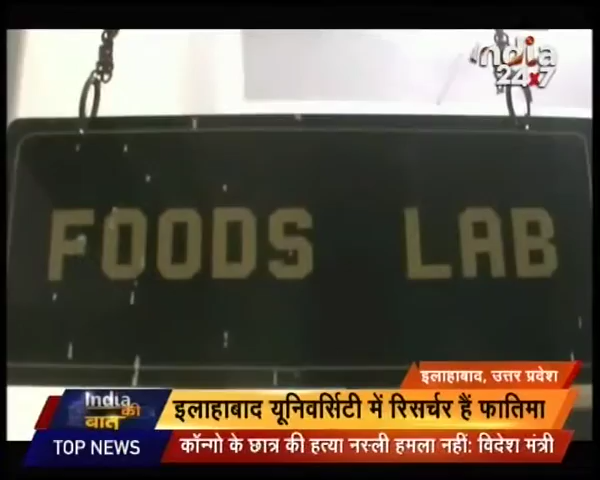 India
24x7
FOODS LAB
इलाहाबाद, उत्तर प्रदेश
India
की
बात
इलाहाबाद यूनिवर्सिटी में रिसर्चर हैं फातिमा
TOP NEWS
कॉन्गो के छात्र की हत्या नस्ली हमला नहीं: विदेश मंत्री